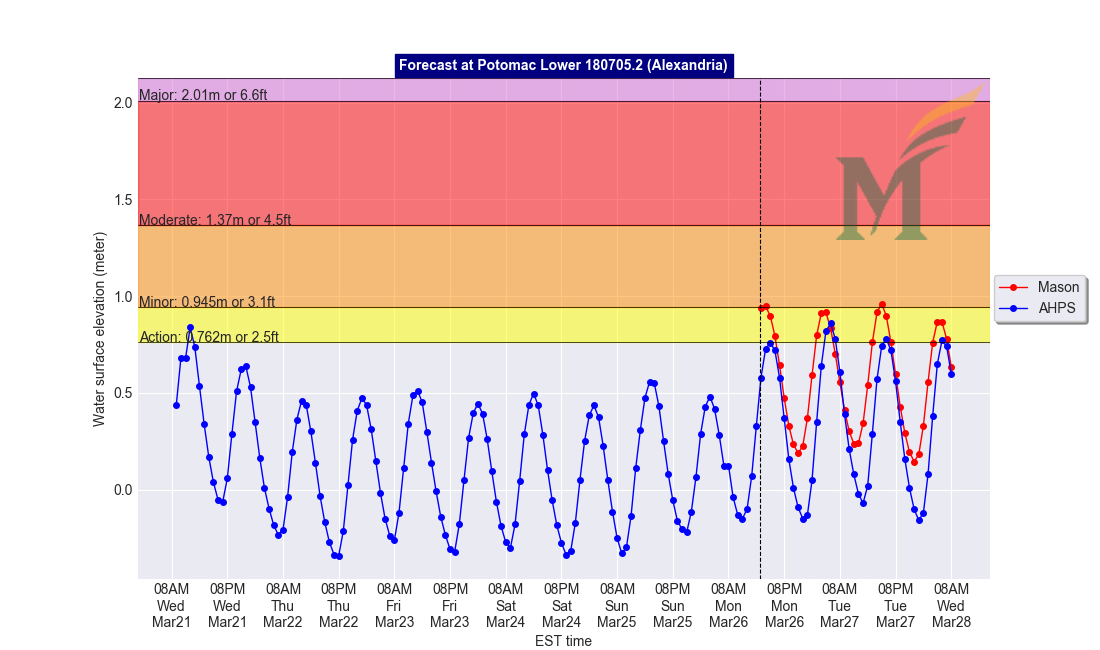 Forecast at Potomac Lower 180705.2 (Alexandria)
Major: 2.01m or 6.6ft
2.0
1.5
Moderate: 1.37m or 4.5ft
1.0
Minor: 0.945m or 3.1ft
Action: 0.762m or 2.5ft
0.5
0.0
Water surface elevation (meter)
M
Mason
AHPS
08AM 08PM 08AM 08PM 08AM 08PM 08AM 08PM 08AM 08PM 08AM 08PM 08AM 08PM 08AM
Wed Wed Thu Thu Fri Fri Sat Sat Sun Sun Mon Mon Tue Tue Wed
Mar21 Mar21 Mar22 Mar22 Mar23 Mar23 Mar24 Mar24 Mar25 Mar25 Mar26 Mar26 Mar27 Mar27 Mar28
EST time